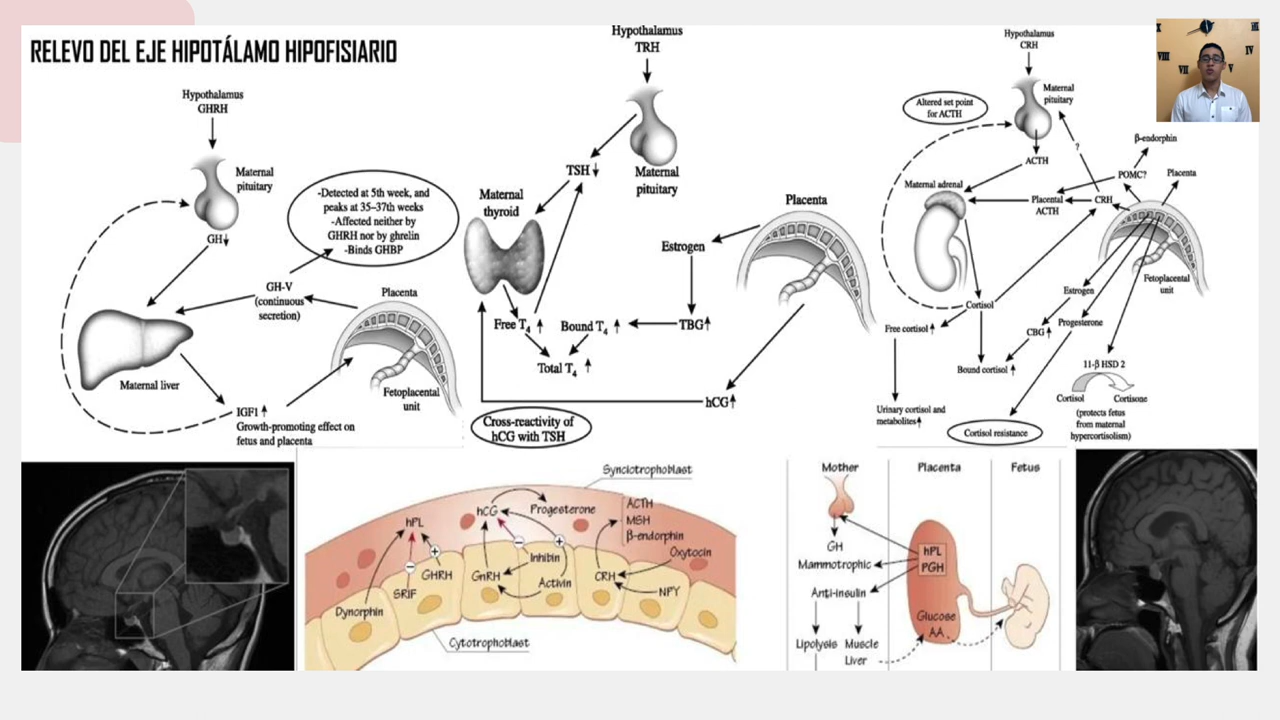 RELEVO DEL EJE HIPOTÁLAMO HIPOFISIARIO
Hypothalamus
GHRH
Maternal
pituitary
GH↓
-Detected at 5th week, and
peaks at 35–37th weeks
-Affected neither by
GHRH nor by ghrelin
-Binds GHBP
GH-V
(continuous
secretion)
Placenta
Maternal liver
Fetoplacental
unit
IGF1↑
Growth-promoting effect on
fetus and placenta
Hypothalamus
TRH
TSH↓
Maternal
pituitary
Maternal
thyroid
Placenta
Estrogen
Free T4 ↑
Bound T4 ↑
TBG↑
Total T4 ↑
hCG↑
Cross-reactivity of
hCG with TSH
Hypothalamus
CRH
Altered set point
for ACTH
Maternal
pituitary
?
β-endorphin
ACTH
POMC?
Placenta
Maternal adrenal
Placental
ACTH
CRH
Fetoplacental
unit
Estrogen
Cortisol
Free cortisol↑
CBG↑
Progesterone
Bound cortisol↑
11-β HSD 2
Cortisol
Cortisone
(protects fetus
from maternal
hypercortisolism)
Urinary cortisol and
metabolites↑
Cortisol resistance
Synciotrophoblast
hPL
hCG
Progesterone
ACTH
MSH
β-endorphin
Oxytocin
+
−
−
+
Inhibin
GHRH
SRIF
GnRH
Activin
CRH
NPY
Dynorphin
Cytotrophoblast
Mother
Placenta
Fetus
GH
Mammotrophic
hPL
PGH
Anti-insulin
Glucose
AA
Lipolysis
Muscle
Liver
VIII
VII
IV
V